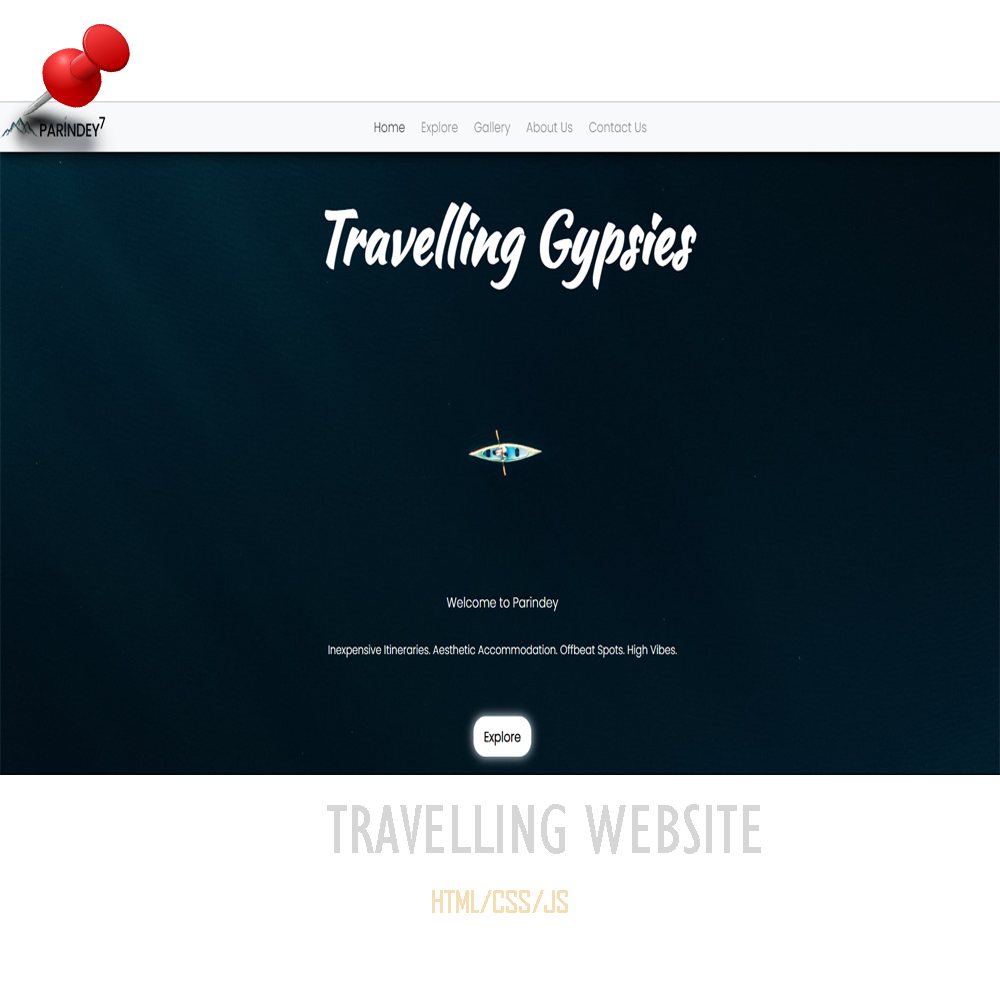 PARINDEY7
Home Explore Gallery About Us Contact Us
Travelling Gypsies
Welcome to Parindey
Inexpensive Itineraries. Aesthetic Accommodation. Offbeat Spots. High Vibes.
Explore
TRAVELLING WEBSITE
HTML/CSS/JS